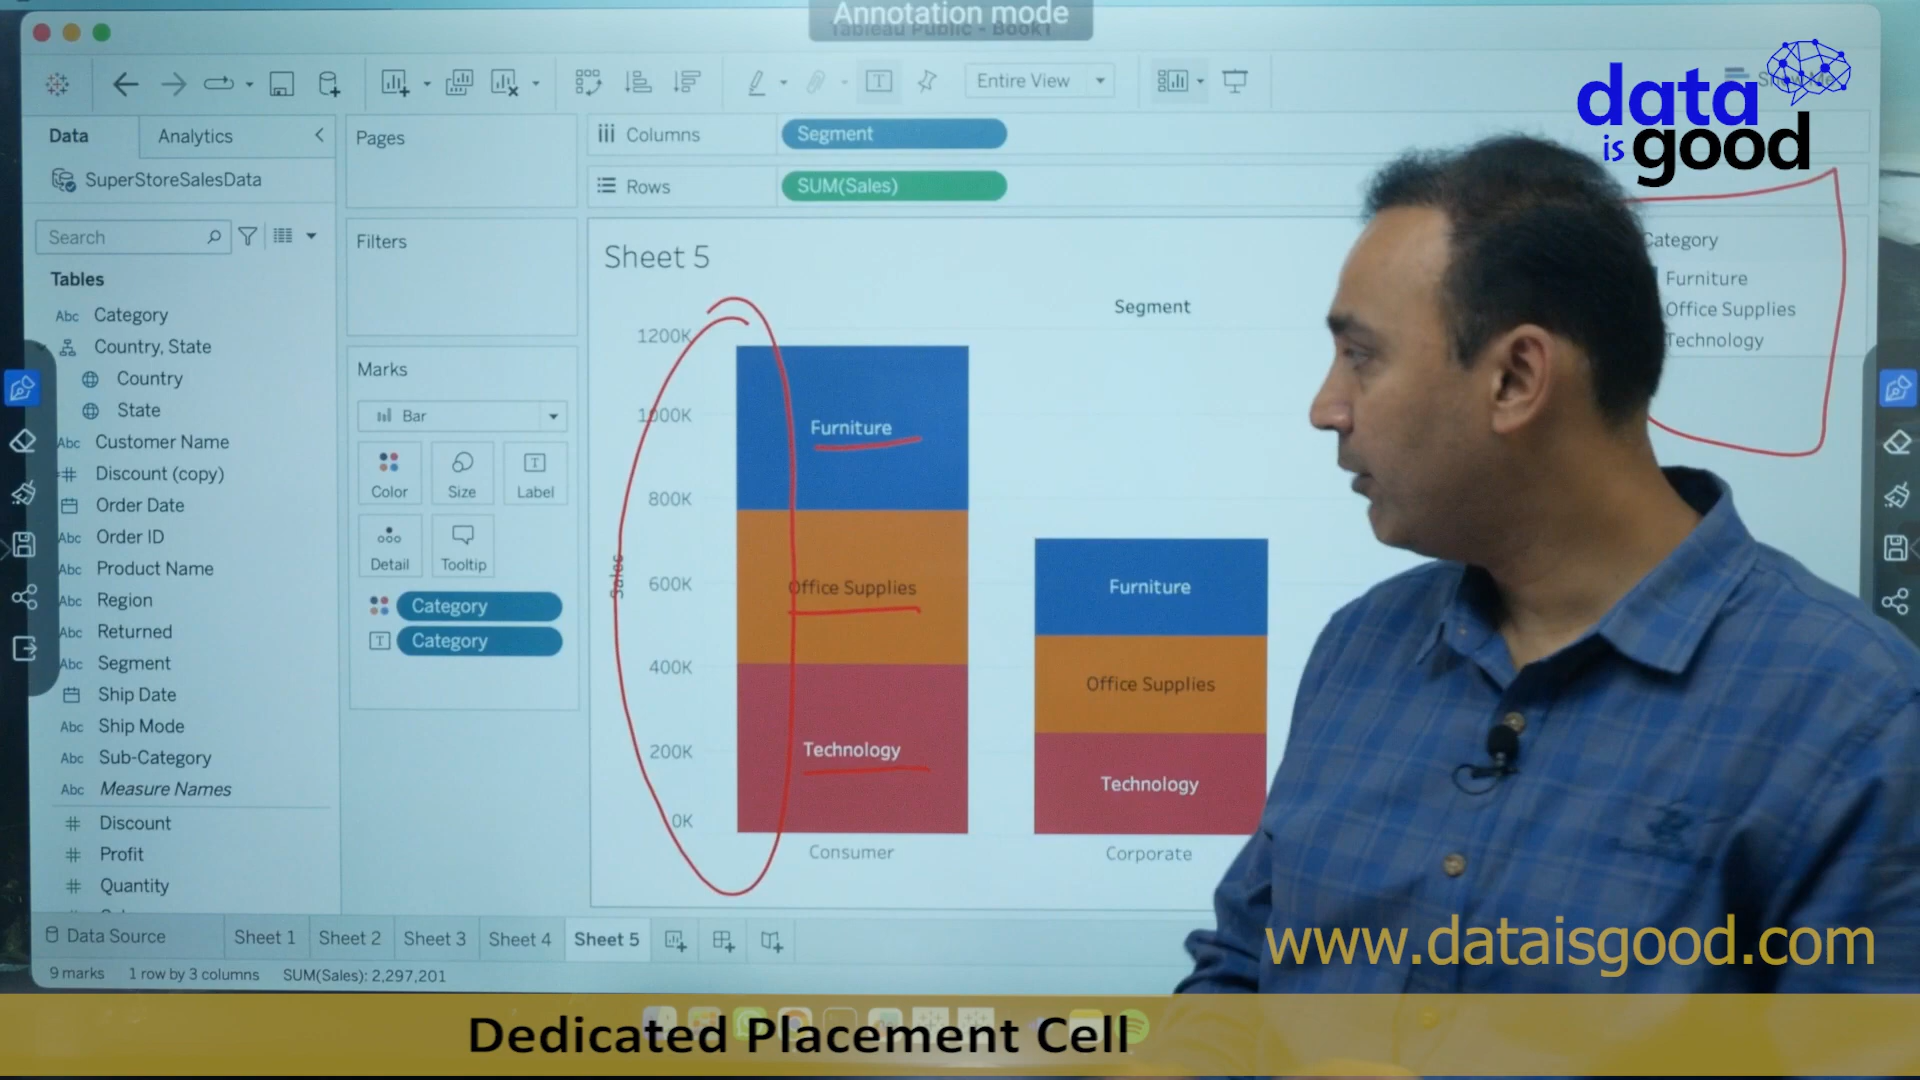 Annotation mode
Tableau Public - Book1
Entire View
Show Me
data
is good
Data
Analytics
Pages
Columns
Segment
SuperStoreSalesData
Rows
SUM(Sales)
Search
Filters
Sheet 5
Category
Tables
Furniture
Segment
Office Supplies
Abc Category
1200K
Technology
Country, State
Marks
Country
Bar
1000K
Furniture
State
Abc Customer Name
Discount (copy)
Color
Size
Label
800K
Order Date
Abc Order ID
Detail
Tooltip
Abc Product Name
Sales
600K
Office Supplies
Furniture
Abc Region
Category
Abc Returned
Category
Abc Segment
400K
Office Supplies
Ship Date
Abc Ship Mode
200K
Technology
Abc Sub-Category
Technology
Abc Measure Names
Discount
0K
Profit
Consumer
Corporate
Quantity
Data Source
Sheet 1
Sheet 2
Sheet 3
Sheet 4
Sheet 5
www.dataisgood.com
9 marks
1 row by 3 columns
SUM(Sales): 2,297,201
Dedicated Placement Cell